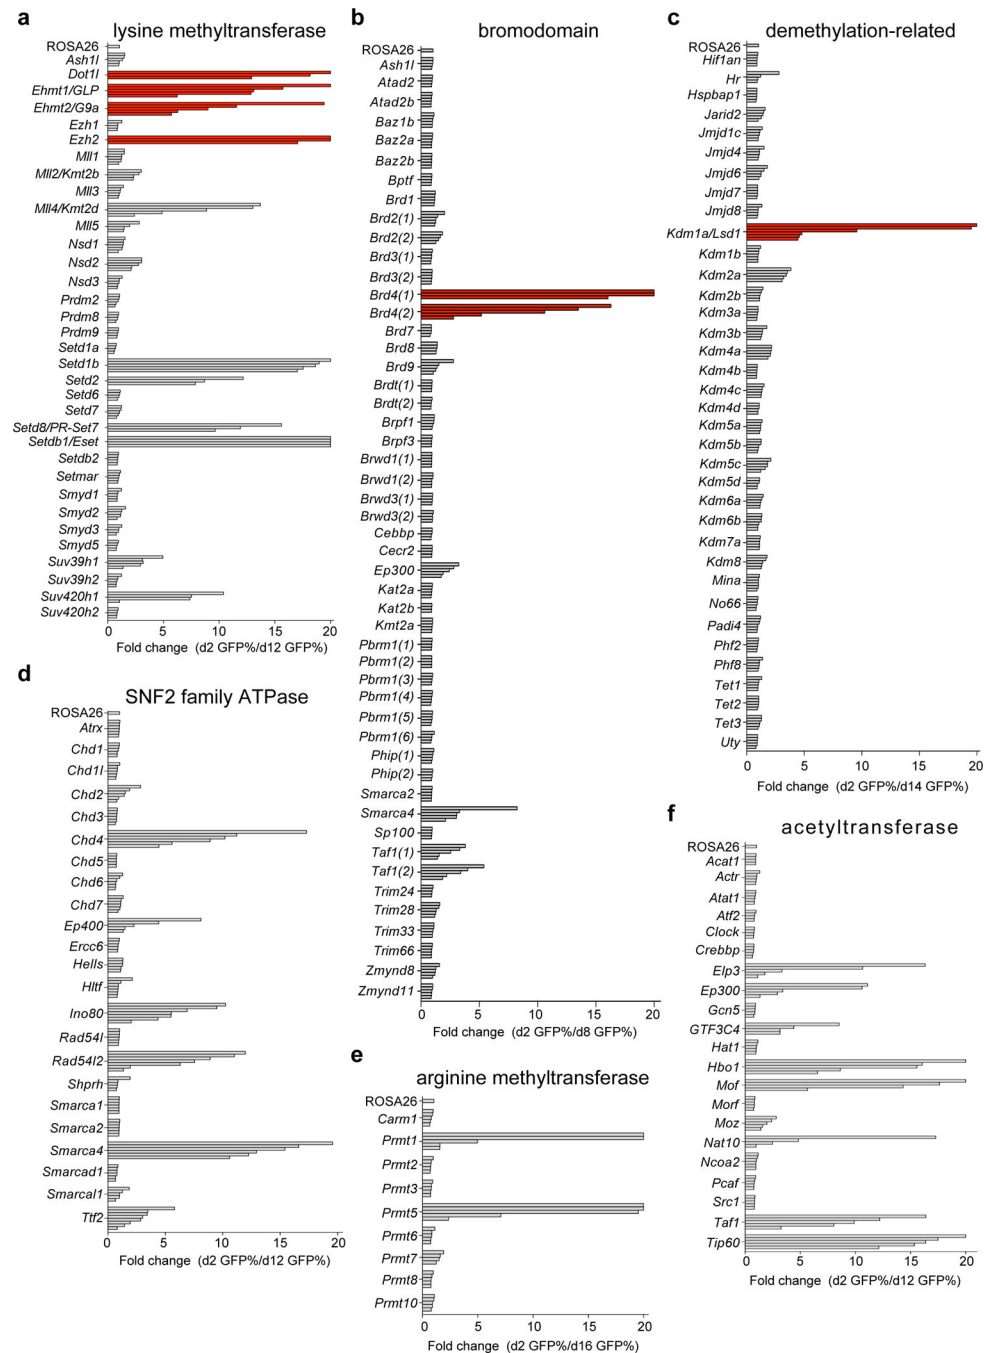 a
lysine methyltransferase
ROSA26
Ash1l
Dot1l
Ehmt1/GLP
Ehmt2/G9a
Ezh1
Ezh2
Mll1
Mll2/Kmt2b
Mll3
Mll4/Kmt2d
Mll5
Nsd1
Nsd2
Nsd3
Prdm2
Prdm8
Prdm9
Setd1a
Setd1b
Setd2
Setd6
Setd7
Setd8/PR-Set7
Setdb1/Eset
Setdb2
Setmar
Smyd1
Smyd2
Smyd3
Smyd5
Suv39h1
Suv39h2
Suv420h1
Suv420h2
0 5 10 15 20
Fold change (d2 GFP%/d12 GFP%)
b
bromodomain
ROSA26
Ash1l
Atad2
Atad2b
Baz1b
Baz2a
Baz2b
Bptf
Brd1
Brd2(1)
Brd2(2)
Brd3(1)
Brd3(2)
Brd4(1)
Brd4(2)
Brd7
Brd8
Brd9
Brdt(1)
Brdt(2)
Brpf1
Brpf3
Brwd1(1)
Brwd1(2)
Brwd3(1)
Brwd3(2)
Cebbp
Cecr2
Ep300
Kat2a
Kat2b
Kmt2a
Pbrm1(1)
Pbrm1(2)
Pbrm1(3)
Pbrm1(4)
Pbrm1(5)
Pbrm1(6)
Phip(1)
Phip(2)
Smarca2
Smarca4
Sp100
Taf1(1)
Taf1(2)
Trim24
Trim28
Trim33
Trim66
Zmynd8
Zmynd11
0 5 10 15 20
Fold change (d2 GFP%/d8 GFP%)
c
demethylation-related
ROSA26
Hif1an
Hr
Hspbap1
Jarid2
Jmjd1c
Jmjd4
Jmjd6
Jmjd7
Jmjd8
Kdm1a/Lsd1
Kdm1b
Kdm2a
Kdm2b
Kdm3a
Kdm3b
Kdm4a
Kdm4b
Kdm4c
Kdm4d
Kdm5a
Kdm5b
Kdm5c
Kdm5d
Kdm6a
Kdm6b
Kdm7a
Kdm8
Mina
No66
Padi4
Phf2
Phf8
Tet1
Tet2
Tet3
Uty
0 5 10 15 20
Fold change (d2 GFP%/d14 GFP%)
d
SNF2 family ATPase
ROSA26
Atrx
Chd1
Chd1l
Chd2
Chd3
Chd4
Chd5
Chd6
Chd7
Ep400
Ercc6
Hells
Hltf
Ino80
Rad54l
Rad54l2
Shprh
Smarca1
Smarca2
Smarca4
Smarcad1
Smarcal1
Ttf2
0 5 10 15 20
Fold change (d2 GFP%/d12 GFP%)
e
arginine methyltransferase
ROSA26
Carm1
Prmt1
Prmt2
Prmt3
Prmt5
Prmt6
Prmt7
Prmt8
Prmt10
0 5 10 15 20
Fold change (d2 GFP%/d16 GFP%)
f
acetyltransferase
ROSA26
Acat1
Actr
Atat1
Atf2
Clock
Crebbp
Elp3
Ep300
Gcn5
GTF3C4
Hat1
Hbo1
Mof
Morf
Moz
Nat10
Ncoa2
Pcaf
Src1
Taf1
Tip60
0 5 10 15 20
Fold change (d2 GFP%/d12 GFP%)